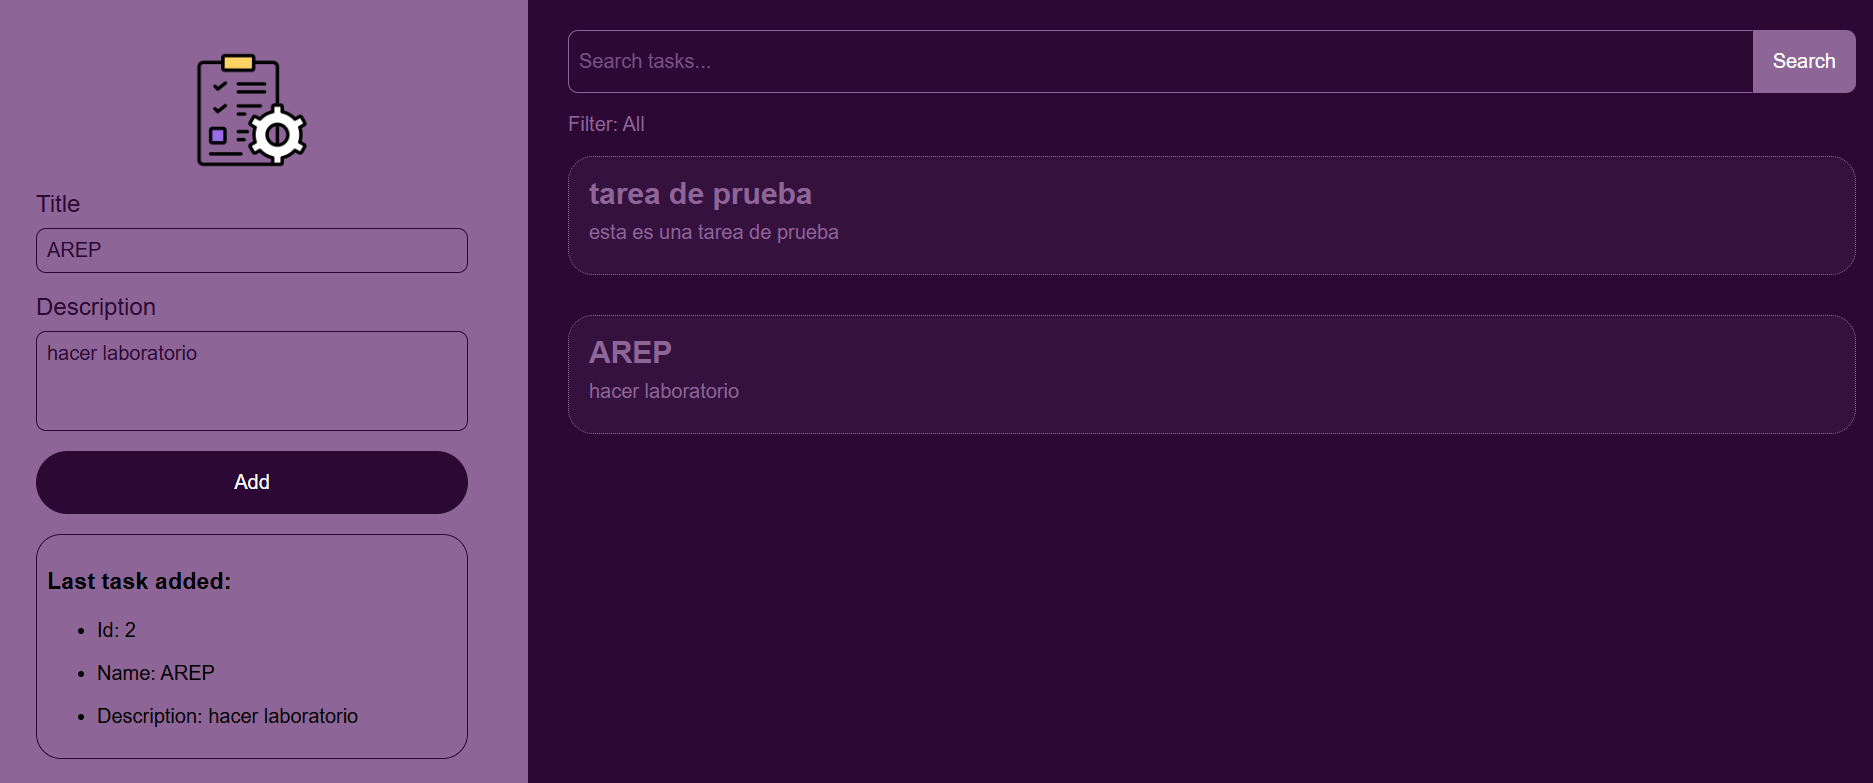 Title
AREP
Description
hacer laboratorio
Add
Last task added:
Id: 2
Name: AREP
Description: hacer laboratorio
Search tasks...
Search
Filter: All
tarea de prueba
esta es una tarea de prueba
AREP
hacer laboratorio